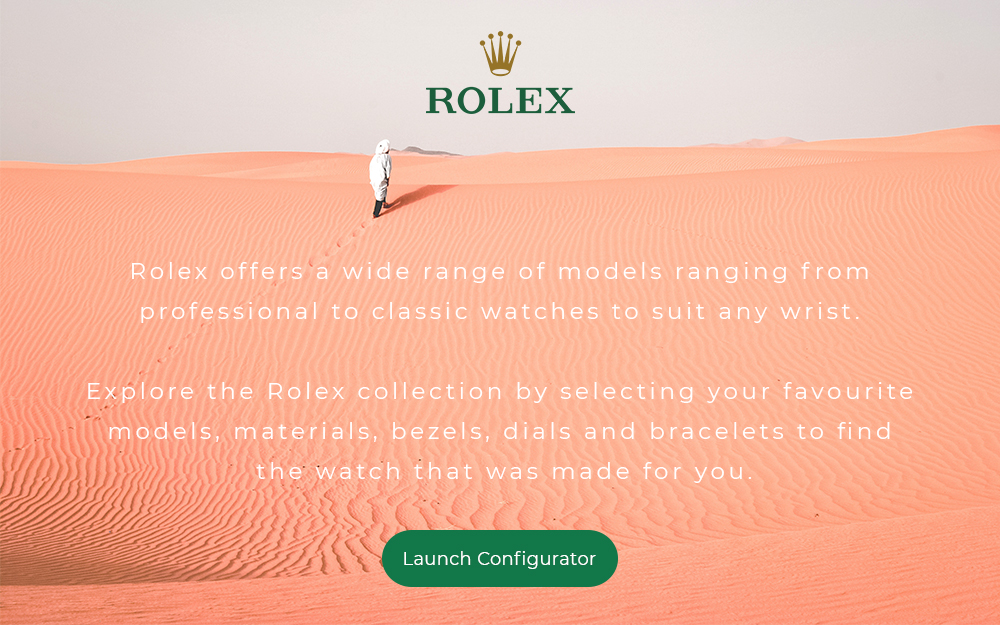 ROLEX
Rolex offers a wide range of models ranging from
professional to classic watches to suit any wrist.
Explore the Rolex collection by selecting your favourite
models, materials, bezels, dials and bracelets to find
the watch that was made for you.
Launch Configurator